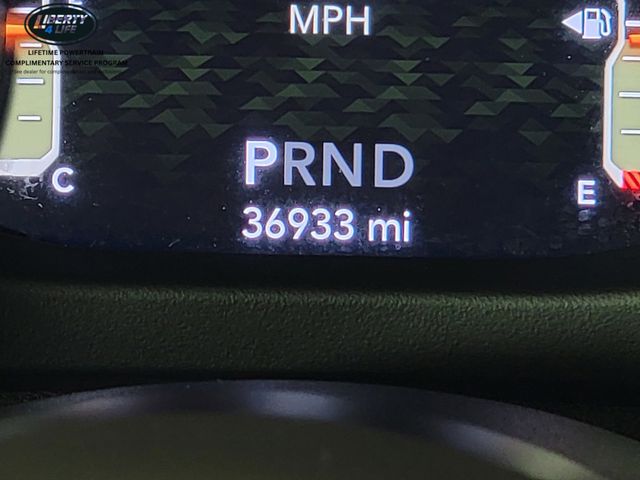 LIBERTY
4 LIFE
LIFETIME POWERTRAIN
COMPLIMENTARY SERVICE PROGRAM
MPH
PRND
36933 mi
C
E